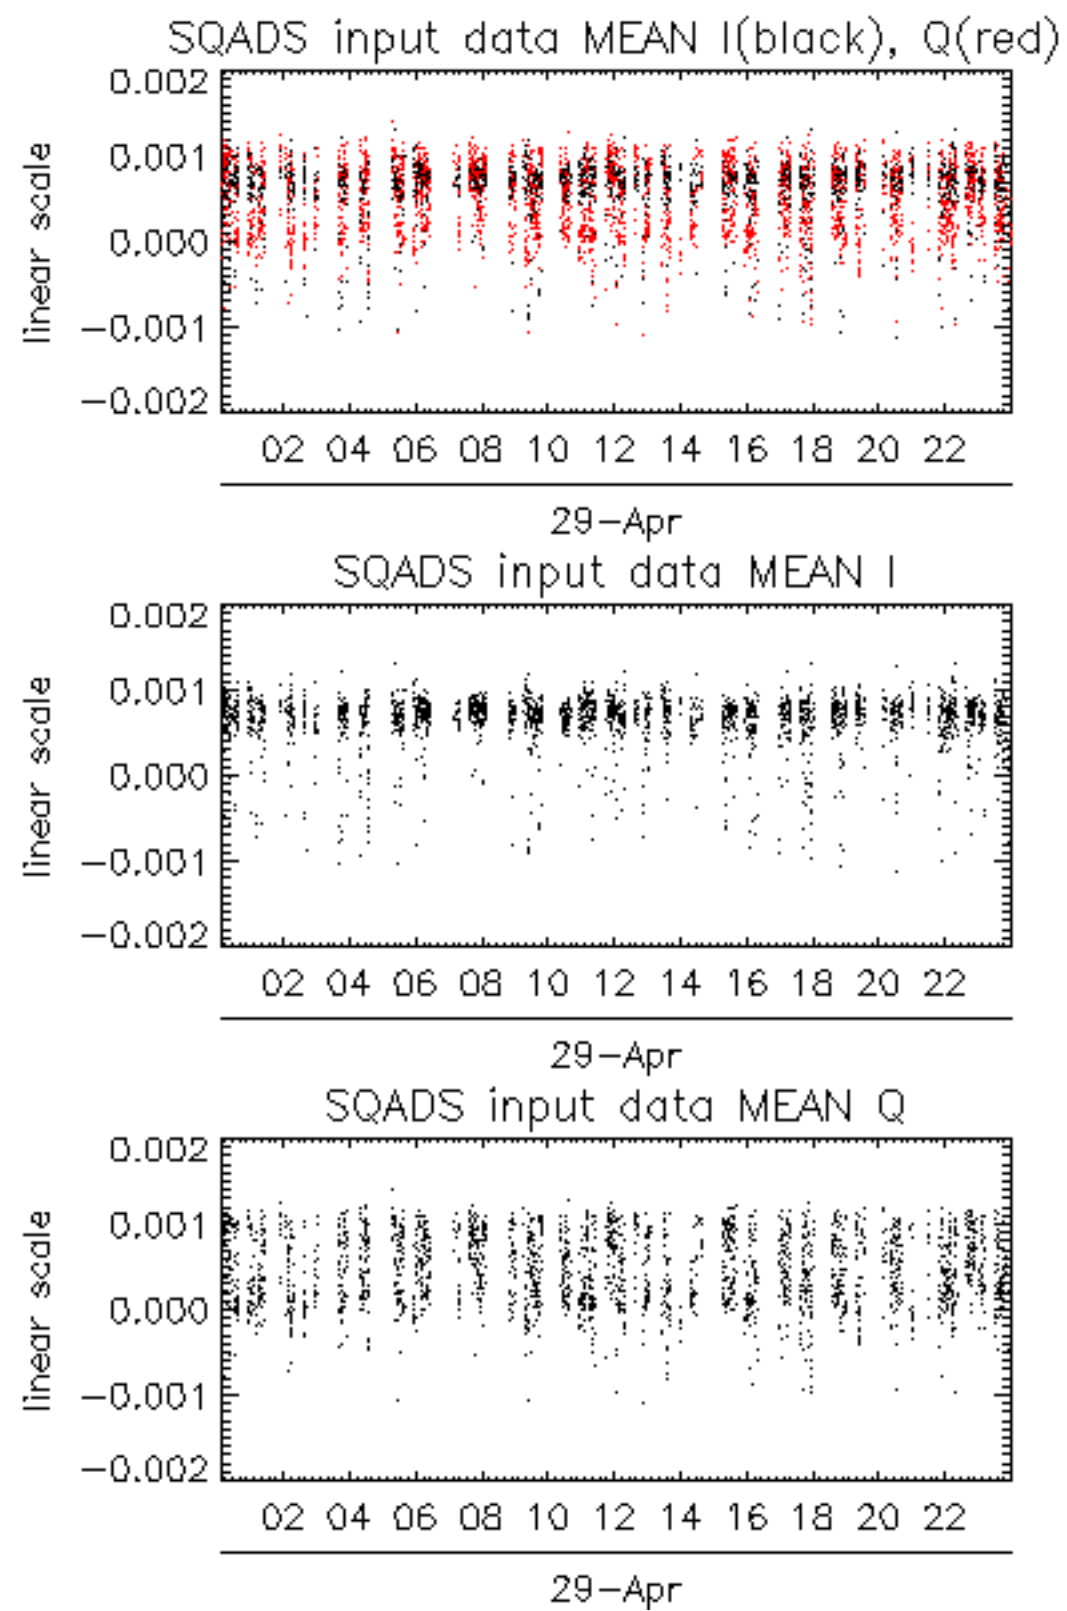 SQADS input data MEAN I(black), Q(red)
0.002
0.001
0.000
−0.001
−0.002
linear scale
02 04 06 08 10 12 14 16 18 20 22
29−Apr
SQADS input data MEAN I
0.002
0.001
0.000
−0.001
−0.002
linear scale
02 04 06 08 10 12 14 16 18 20 22
29−Apr
SQADS input data MEAN Q
0.002
0.001
0.000
−0.001
−0.002
linear scale
02 04 06 08 10 12 14 16 18 20 22
29−Apr